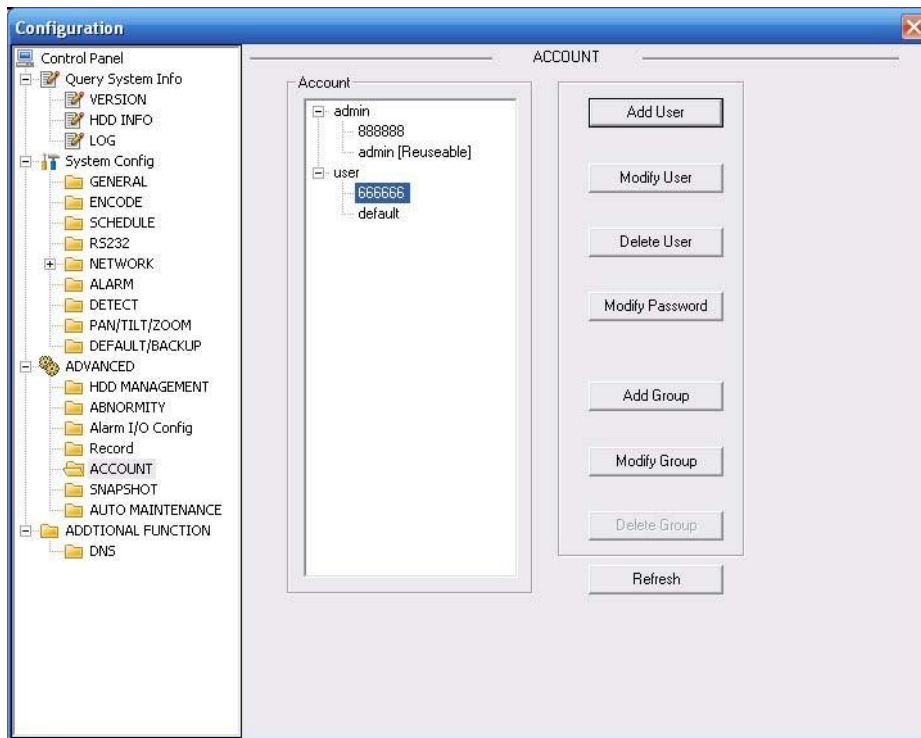 Configuration
Control Panel
Query System Info
VERSION
HDD INFO
LOG
System Config
GENERAL
ENCODE
SCHEDULE
RS232
NETWORK
ALARM
DETECT
PAN/TILT/ZOOM
DEFAULT/BACKUP
ADVANCED
HDD MANAGEMENT
ABNORMITY
Alarm I/O Config
Record
ACCOUNT
SNAPSHOT
AUTO MAINTENANCE
ADDTIONAL FUNCTION
DNS
ACCOUNT
Account
admin
888888
admin [Reuseable]
user
666666
default
Add User
Modify User
Delete User
Modify Password
Add Group
Modify Group
Delete Group
Refresh